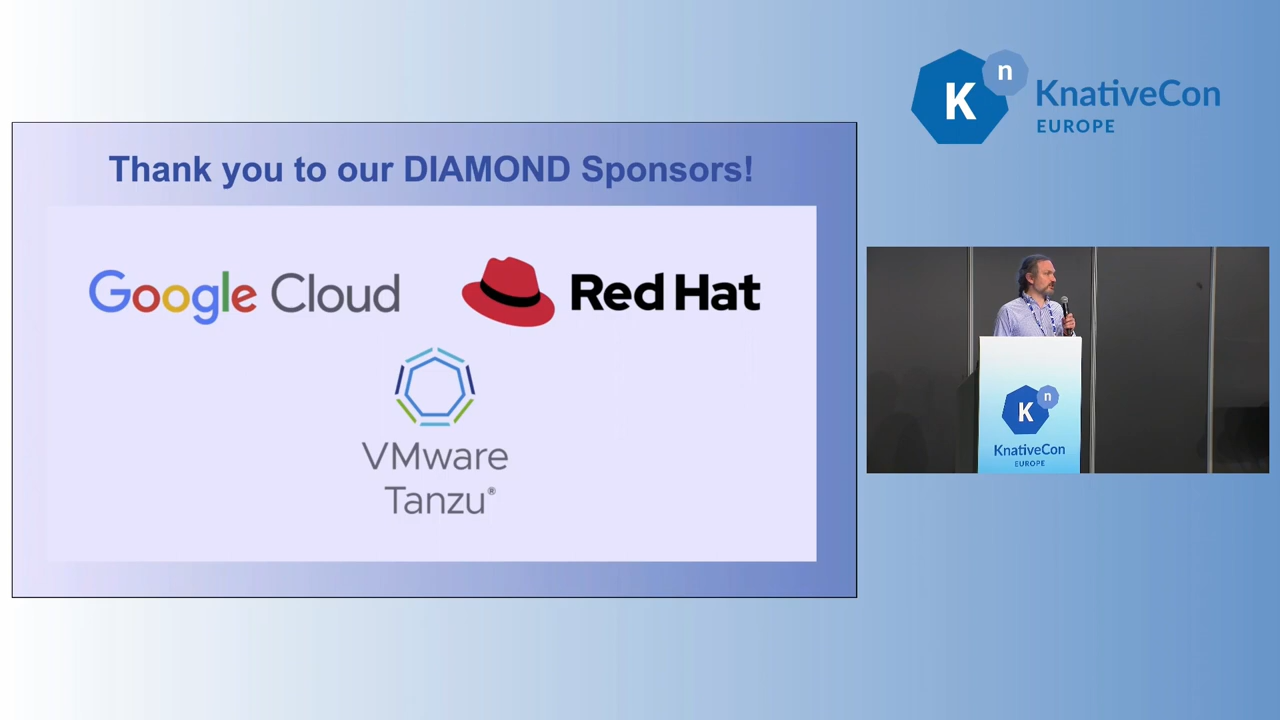 K n
KnativeCon
EUROPE
Thank you to our DIAMOND Sponsors!
Google Cloud
Red Hat
VMware
Tanzu®
K n
KnativeCon
EUROPE